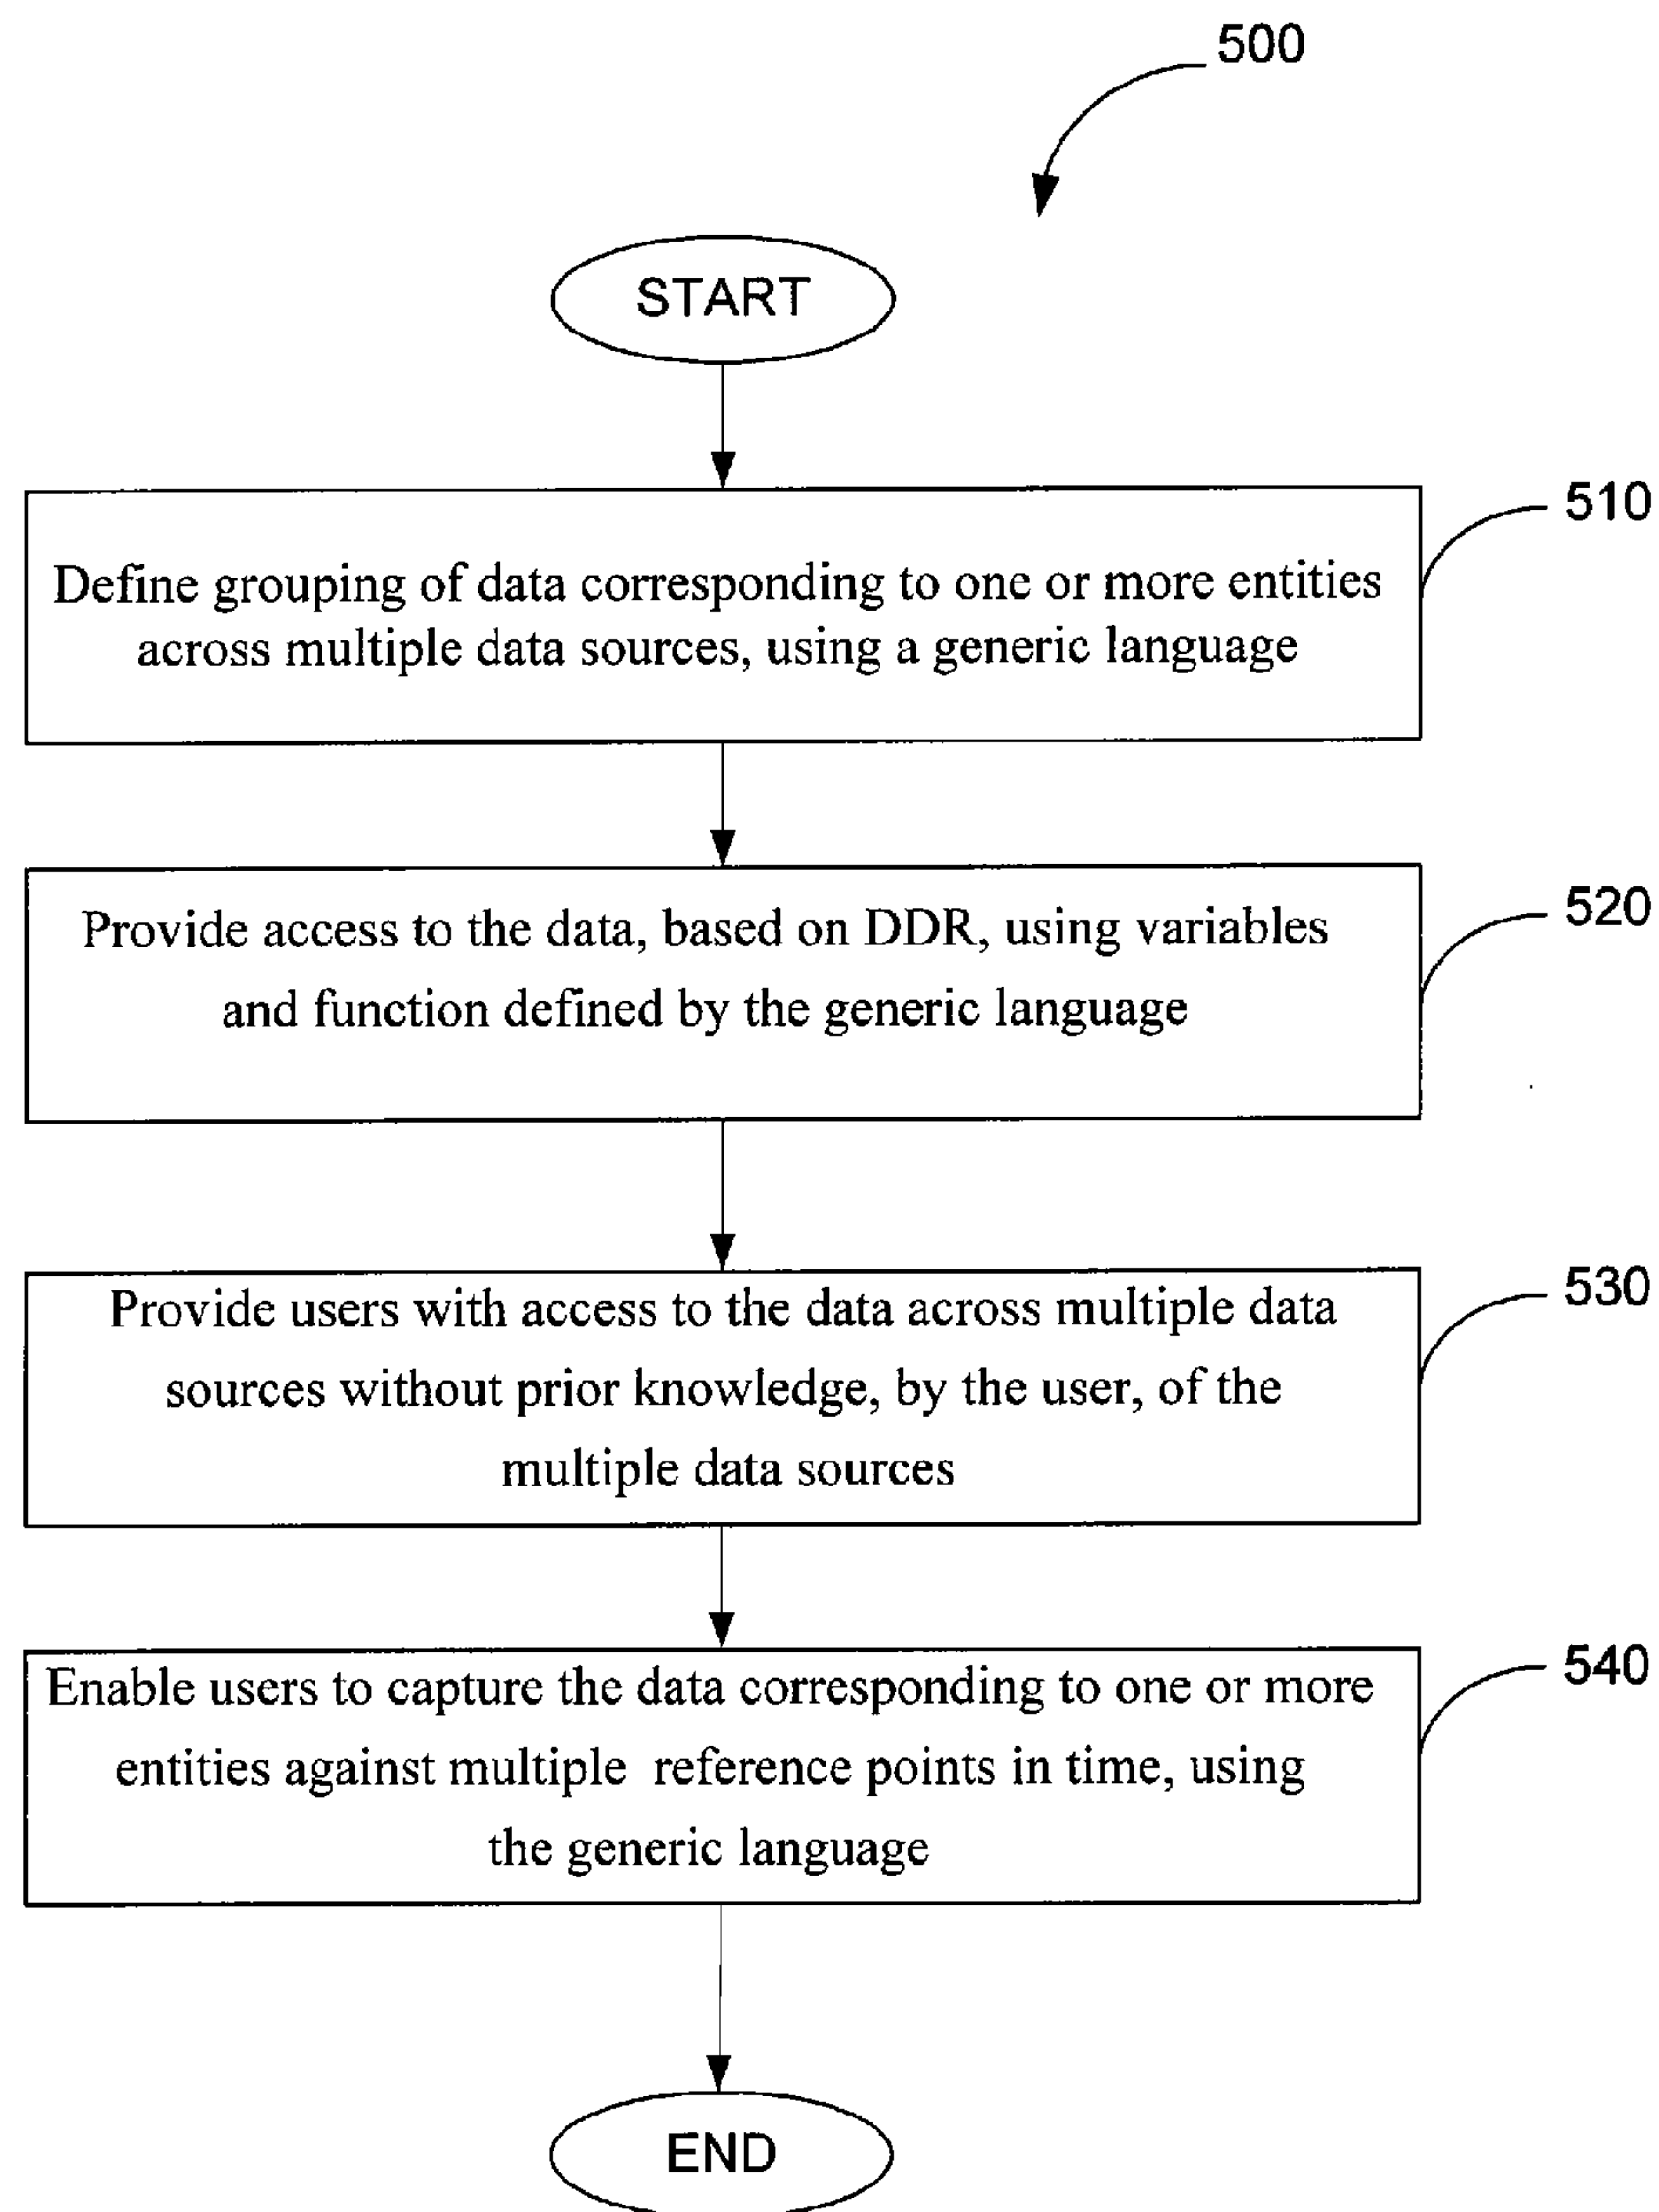 500
START
510
Define grouping of data corresponding to one or more entities
across multiple data sources, using a generic language
520
Provide access to the data, based on DDR, using variables
and function defined by the generic language
530
Provide users with access to the data across multiple data
sources without prior knowledge, by the user, of the
multiple data sources
540
Enable users to capture the data corresponding to one or more
entities against multiple reference points in time, using
the generic language
END